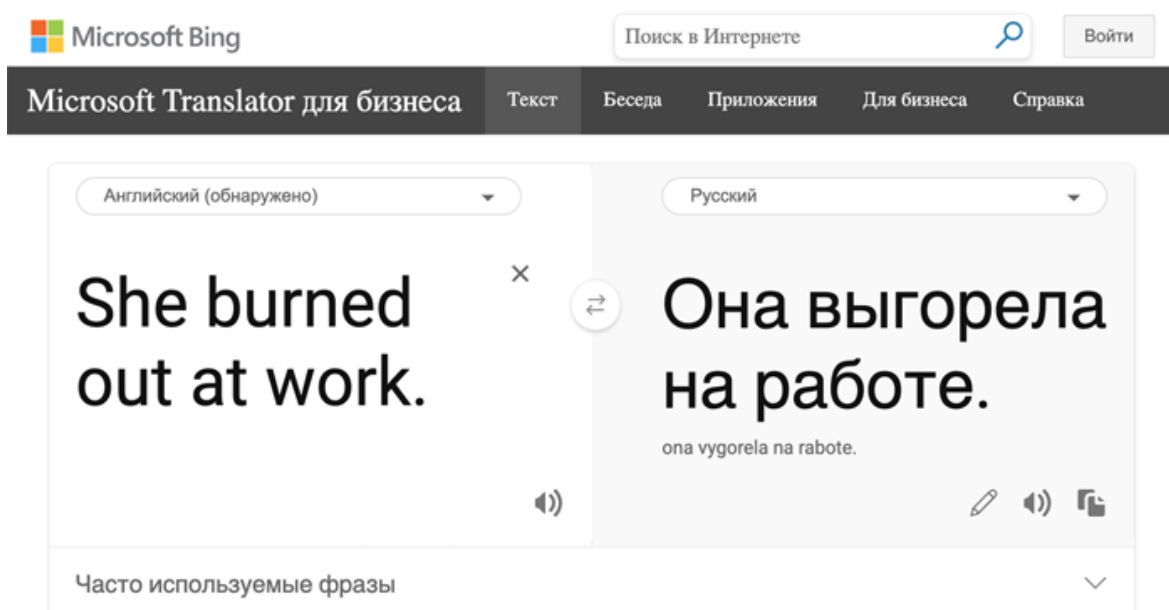 Microsoft Bing
Поиск в Интернете
Войти
Microsoft Translator для бизнеса
Текст
Беседа
Приложения
Для бизнеса
Справка
Английский (обнаружено)
She burned
out at work.
Русский
Она выгорела
на работе.
ona vygorela na rabote.
Часто используемые фразы